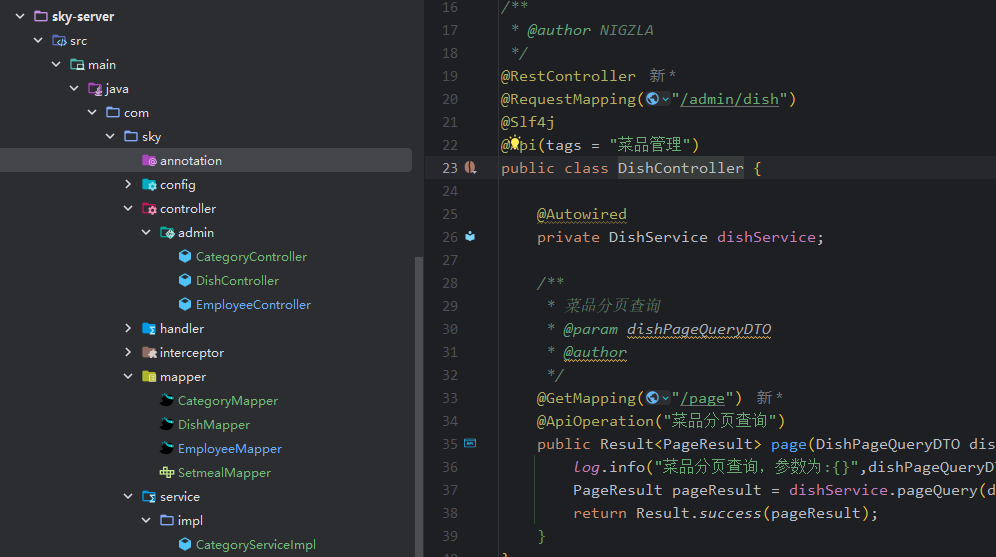 sky-server
src
main
java
com
sky
annotation
config
controller
admin
CategoryController
DishController
EmployeeController
handler
interceptor
mapper
CategoryMapper
DishMapper
EmployeeMapper
SetmealMapper
service
impl
CategoryServiceImpl
16 /**
17 * @author NIGZLA
18 */
19 @RestController 新 *
20 @RequestMapping("/admin/dish")
21 @Slf4j
22 @Api(tags = "菜品管理")
23 public class DishController {
24
25 @Autowired
26 private DishService dishService;
27
28 /**
29 * 菜品分页查询
30 * @param dishPageQueryDTO
31 * @author
32 */
33 @GetMapping("/page") 新 *
34 @ApiOperation("菜品分页查询")
35 public Result<PageResult> page(DishPageQueryDTO dis
36 log.info("菜品分页查询，参数为:{}",dishPageQueryDT
37 PageResult pageResult = dishService.pageQuery(d
38 return Result.success(pageResult);
39 }